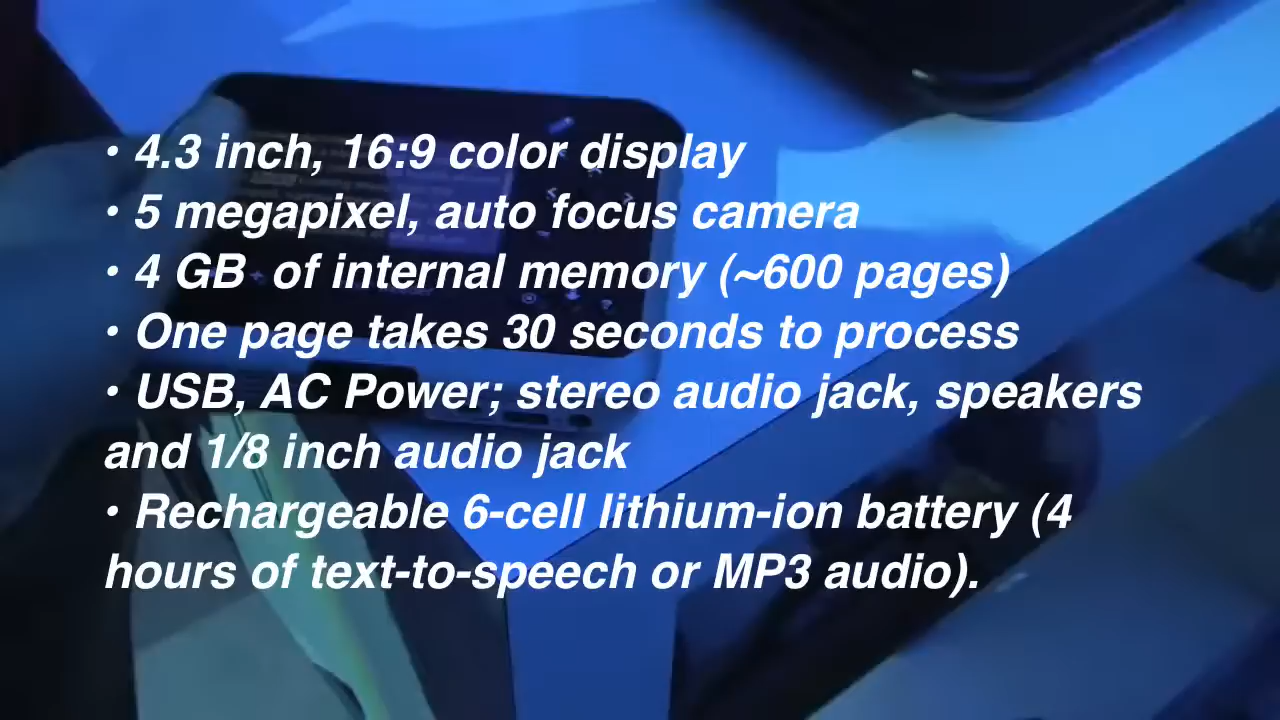 • 4.3 inch, 16:9 color display
• 5 megapixel, auto focus camera
• 4 GB  of internal memory (~600 pages)
• One page takes 30 seconds to process
• USB, AC Power; stereo audio jack, speakers
and 1/8 inch audio jack
• Rechargeable 6-cell lithium-ion battery (4
hours of text-to-speech or MP3 audio).